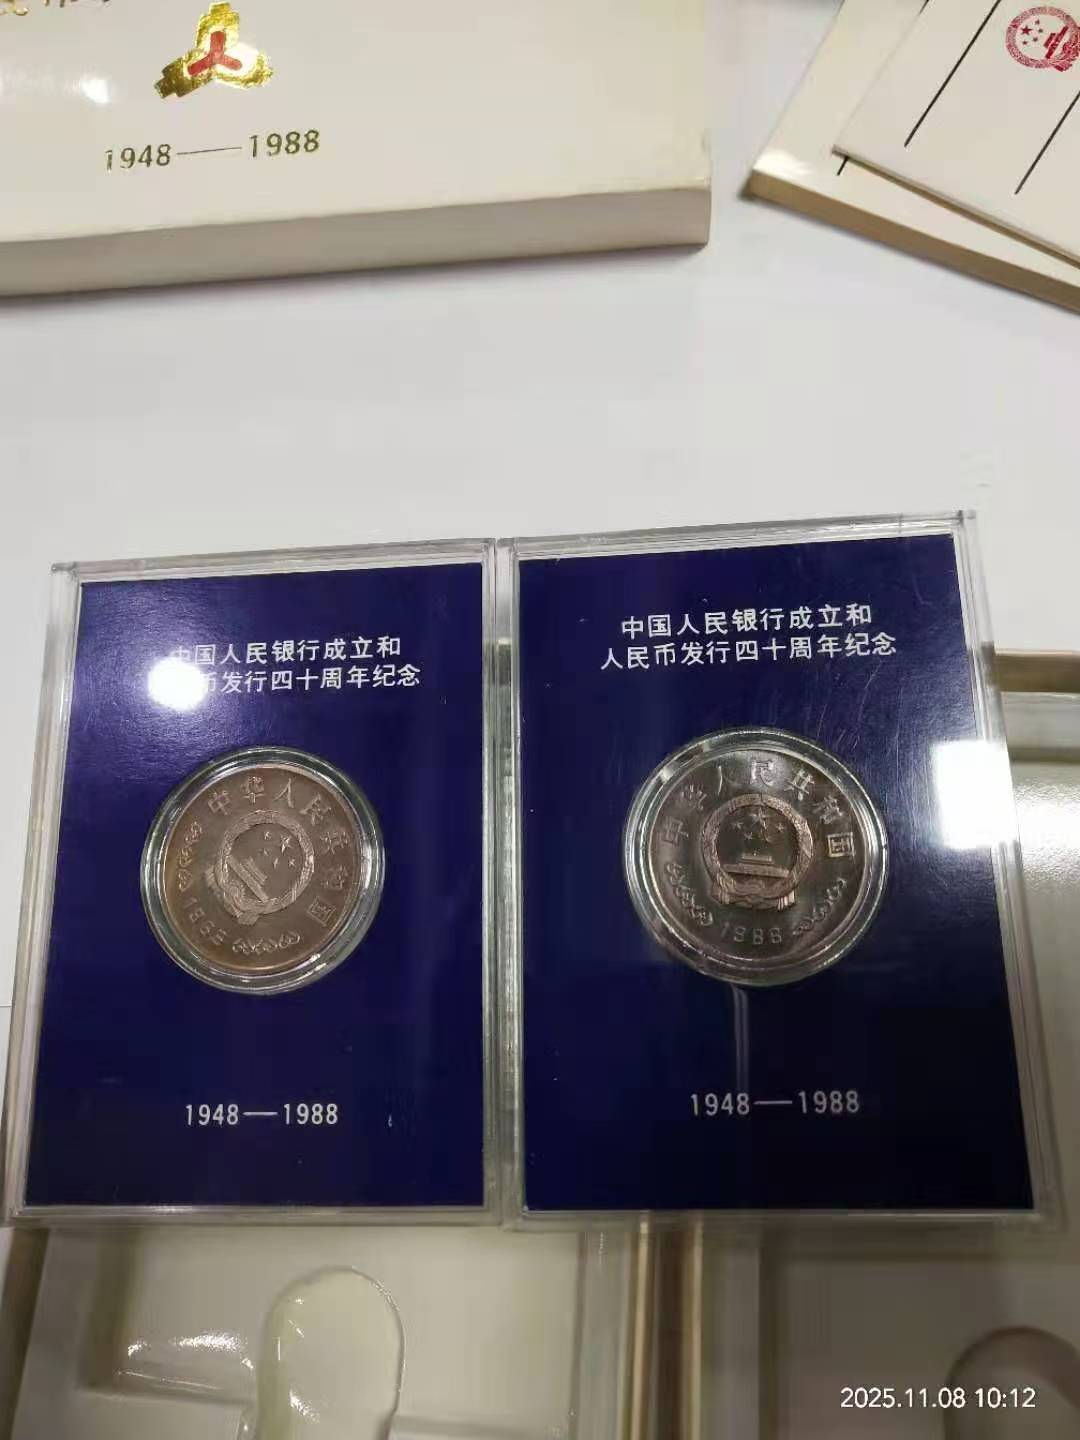 1948——1988
中国人民银行成立和
币发行四十周年纪念
中华人民共和国
1988
1948—1988
中国人民银行成立和
人民币发行四十周年纪念
中华人民共和国
1988
1948—1988
2025.11.08 10:12